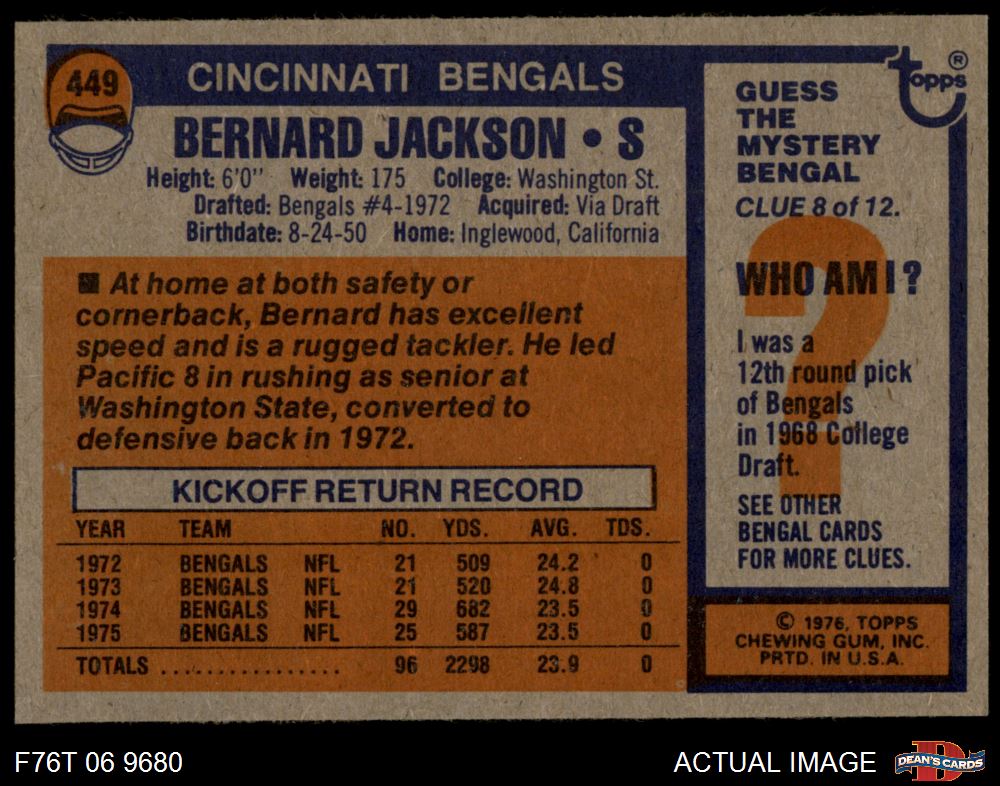 449
CINCINNATI BENGALS
BERNARD JACKSON • S
Height: 6'0" Weight: 175 College: Washington St.
Drafted: Bengals #4-1972 Acquired: Via Draft
Birthdate: 8-24-50 Home: Inglewood, California
■ At home at both safety or
cornerback, Bernard has excellent
speed and is a rugged tackler. He led
Pacific 8 in rushing as senior at
Washington State, converted to
defensive back in 1972.
KICKOFF RETURN RECORD
YEAR TEAM NO. YDS. AVG. TDS.
1972 BENGALS NFL 21 509 24.2 0
1973 BENGALS NFL 21 520 24.8 0
1974 BENGALS NFL 29 682 23.5 0
1975 BENGALS NFL 25 587 23.5 0
TOTALS ................ 96 2298 23.9 0
topps ®
GUESS
THE
MYSTERY
BENGAL
CLUE 8 of 12.
WHO AM I ?
I was a
12th round pick
of Bengals
in 1968 College
Draft.
SEE OTHER
BENGAL CARDS
FOR MORE CLUES.
© 1976, TOPPS
CHEWING GUM, INC.
PRTD. IN U.S.A.
F76T 06 9680
ACTUAL IMAGE
D
DEAN'S CARDS